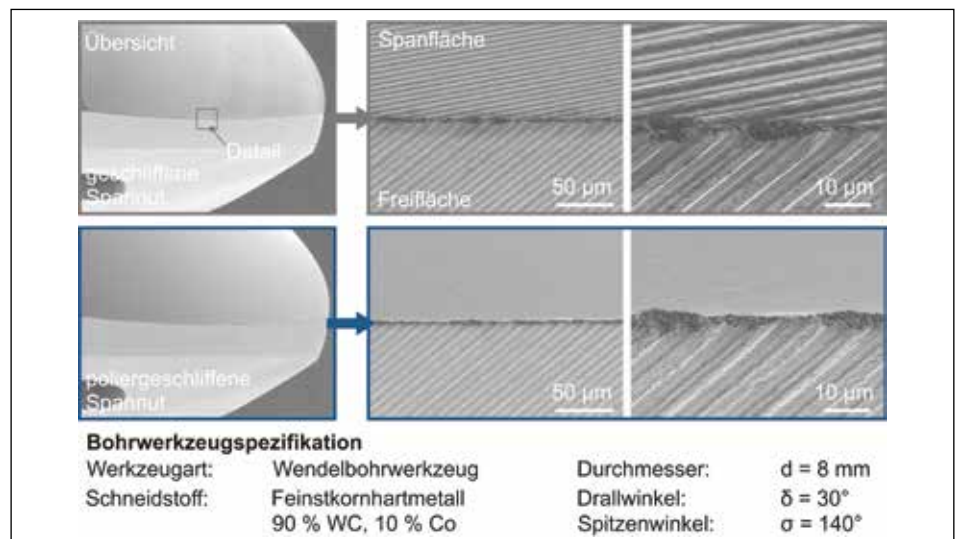 Übersicht
Detail
geschliffene
Spannut
Spanfläche
Freifläche
50 µm
10 µm
poliergeschliffene
Spannut
50 µm
10 µm
Bohrwerkzeugspezifikation
Werkzeugart: Wendelbohrwerkzeug Durchmesser: d = 8 mm
Schneidstoff: Feinstkornhartmetall Drallwinkel: δ = 30°
90 % WC, 10 % Co Spitzenwinkel: σ = 140°